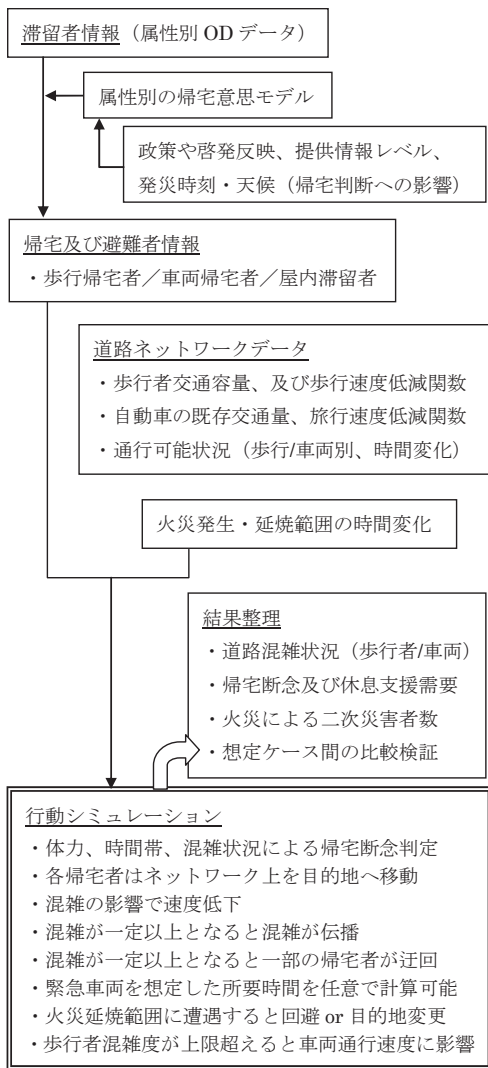 滞留者情報（属性別 OD データ）
属性別の帰宅意思モデル
政策や啓発反映、提供情報レベル、
発災時刻・天候（帰宅判断への影響）
帰宅及び避難者情報
・歩行帰宅者／車両帰宅者／屋内滞留者
道路ネットワークデータ
・歩行者交通容量、及び歩行速度低減関数
・自動車の既存交通量、旅行速度低減関数
・通行可能状況（歩行/車両別、時間変化）
火災発生・延焼範囲の時間変化
結果整理
・道路混雑状況（歩行者/車両）
・帰宅断念及び休息支援需要
・火災による二次災害者数
・想定ケース間の比較検証
行動シミュレーション
・体力、時間帯、混雑状況による帰宅断念判定
・各帰宅者はネットワーク上を目的地へ移動
・混雑の影響で速度低下
・混雑が一定以上となると混雑が伝播
・混雑が一定以上となると一部の帰宅者が迂回
・緊急車両を想定した所要時間を任意で計算可能
・火災延焼範囲に遭遇すると回避 or 目的地変更
・歩行者混雑度が上限超えると車両通行速度に影響